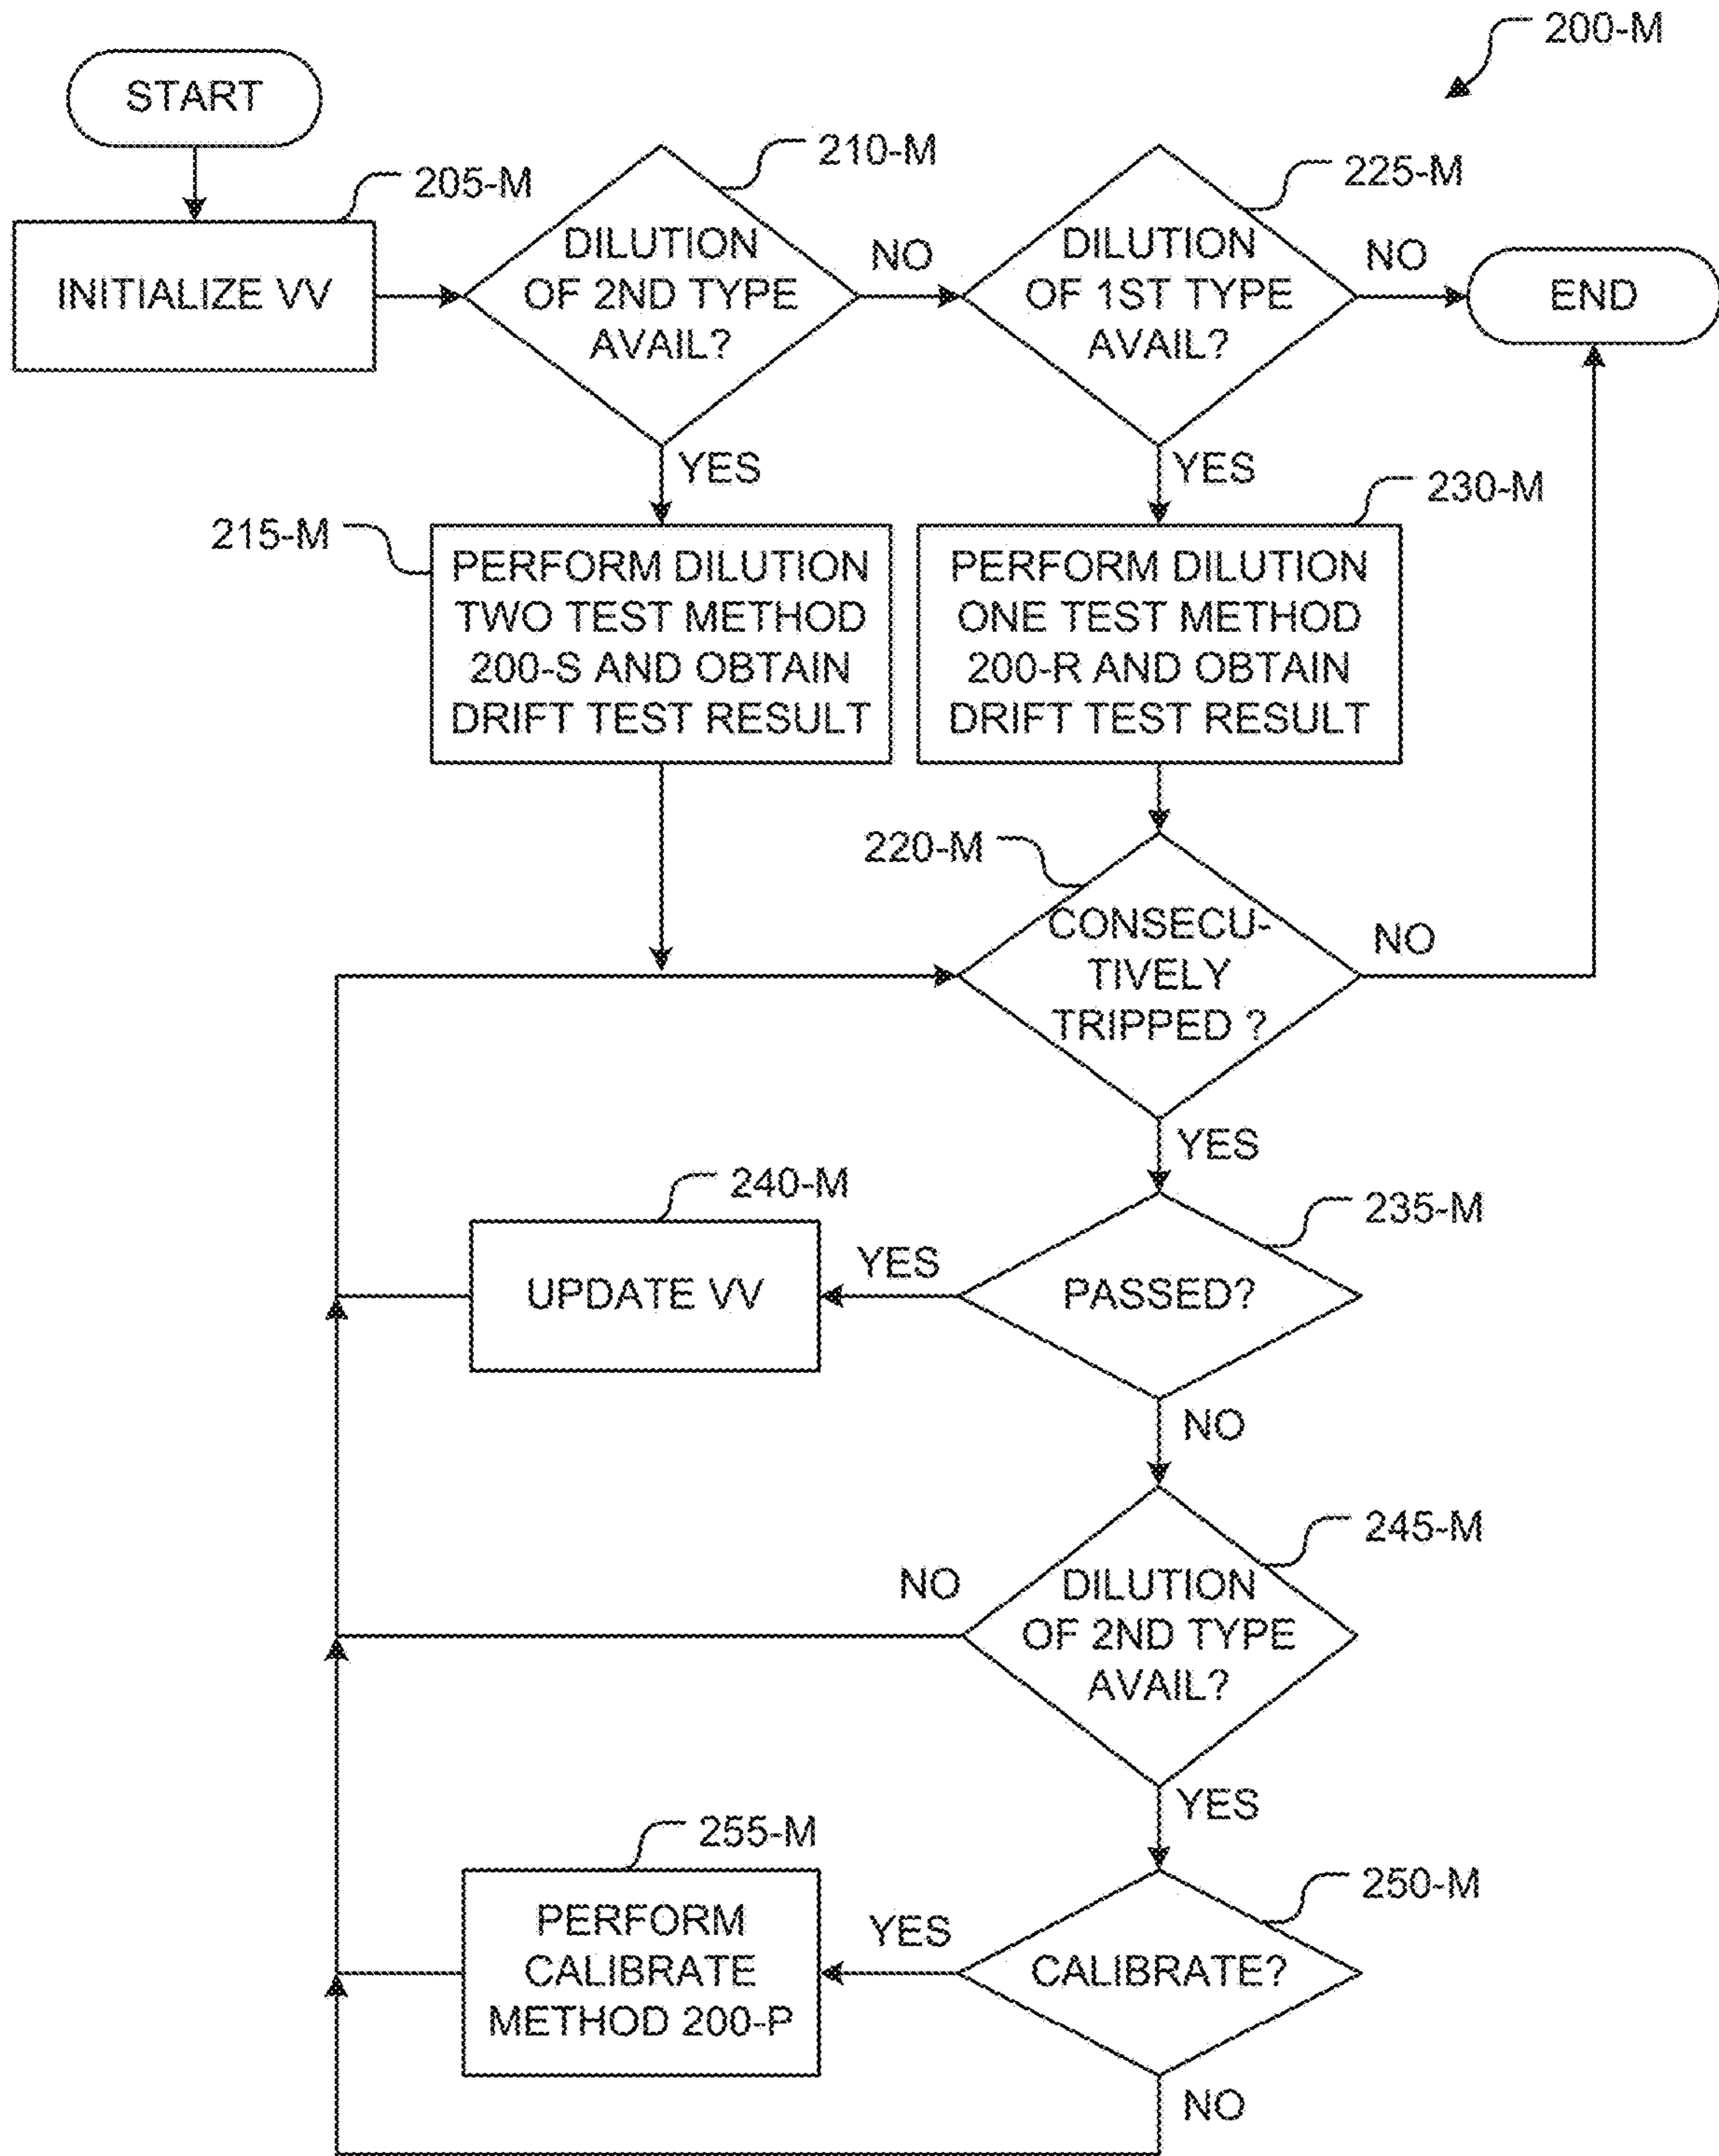 200-M
START
205-M
INITIALIZE VV
210-M
DILUTION
OF 2ND TYPE
AVAIL?
NO
225-M
DILUTION
OF 1ST TYPE
AVAIL?
NO
END
YES
YES
215-M
PERFORM DILUTION
TWO TEST METHOD
200-S AND OBTAIN
DRIFT TEST RESULT
230-M
PERFORM DILUTION
ONE TEST METHOD
200-R AND OBTAIN
DRIFT TEST RESULT
220-M
CONSECU-
TIVELY
TRIPPED ?
NO
YES
240-M
UPDATE VV
YES
235-M
PASSED?
NO
245-M
DILUTION
OF 2ND TYPE
AVAIL?
NO
YES
255-M
PERFORM
CALIBRATE
METHOD 200-P
YES
250-M
CALIBRATE?
NO